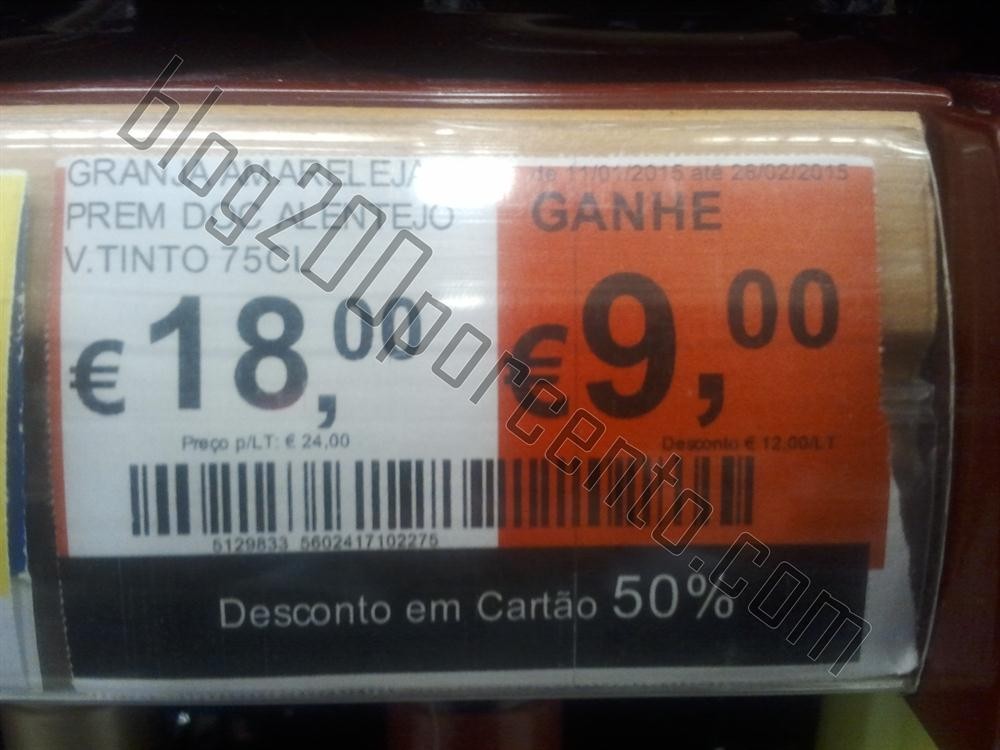 GRANJA AMARELEJA
PREM DOC ALENTEJO
V.TINTO 75CL
€ 18,00
Preço p/LT: € 24,00
de 11/01/2015 até 28/02/2015
GANHE
€ 9,00
Desconto € 12,00/LT
5129833 5602417102275
Desconto em Cartão 50%
blog200porcento.com